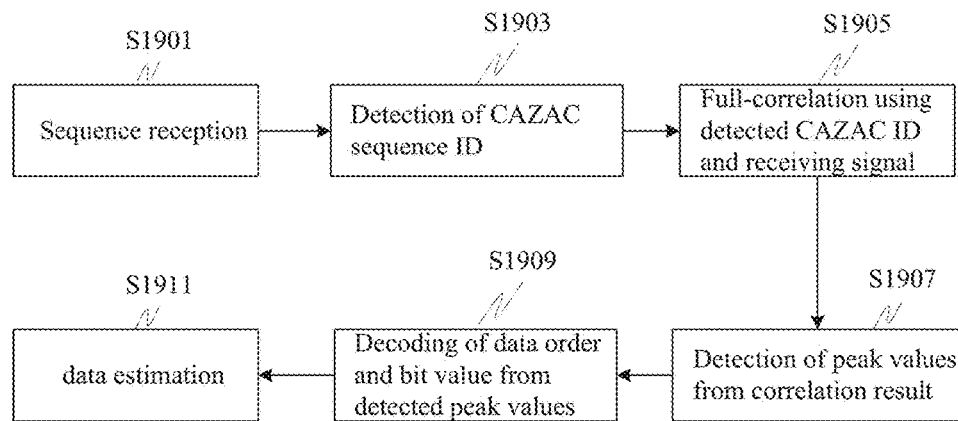 S1901
Sequence reception
S1903
Detection of CAZAC
sequence ID
S1905
Full-correlation using
detected CAZAC ID
and receiving signal
S1907
Detection of peak values
from correlation result
S1909
Decoding of data order
and bit value from
detected peak values
S1911
data estimation